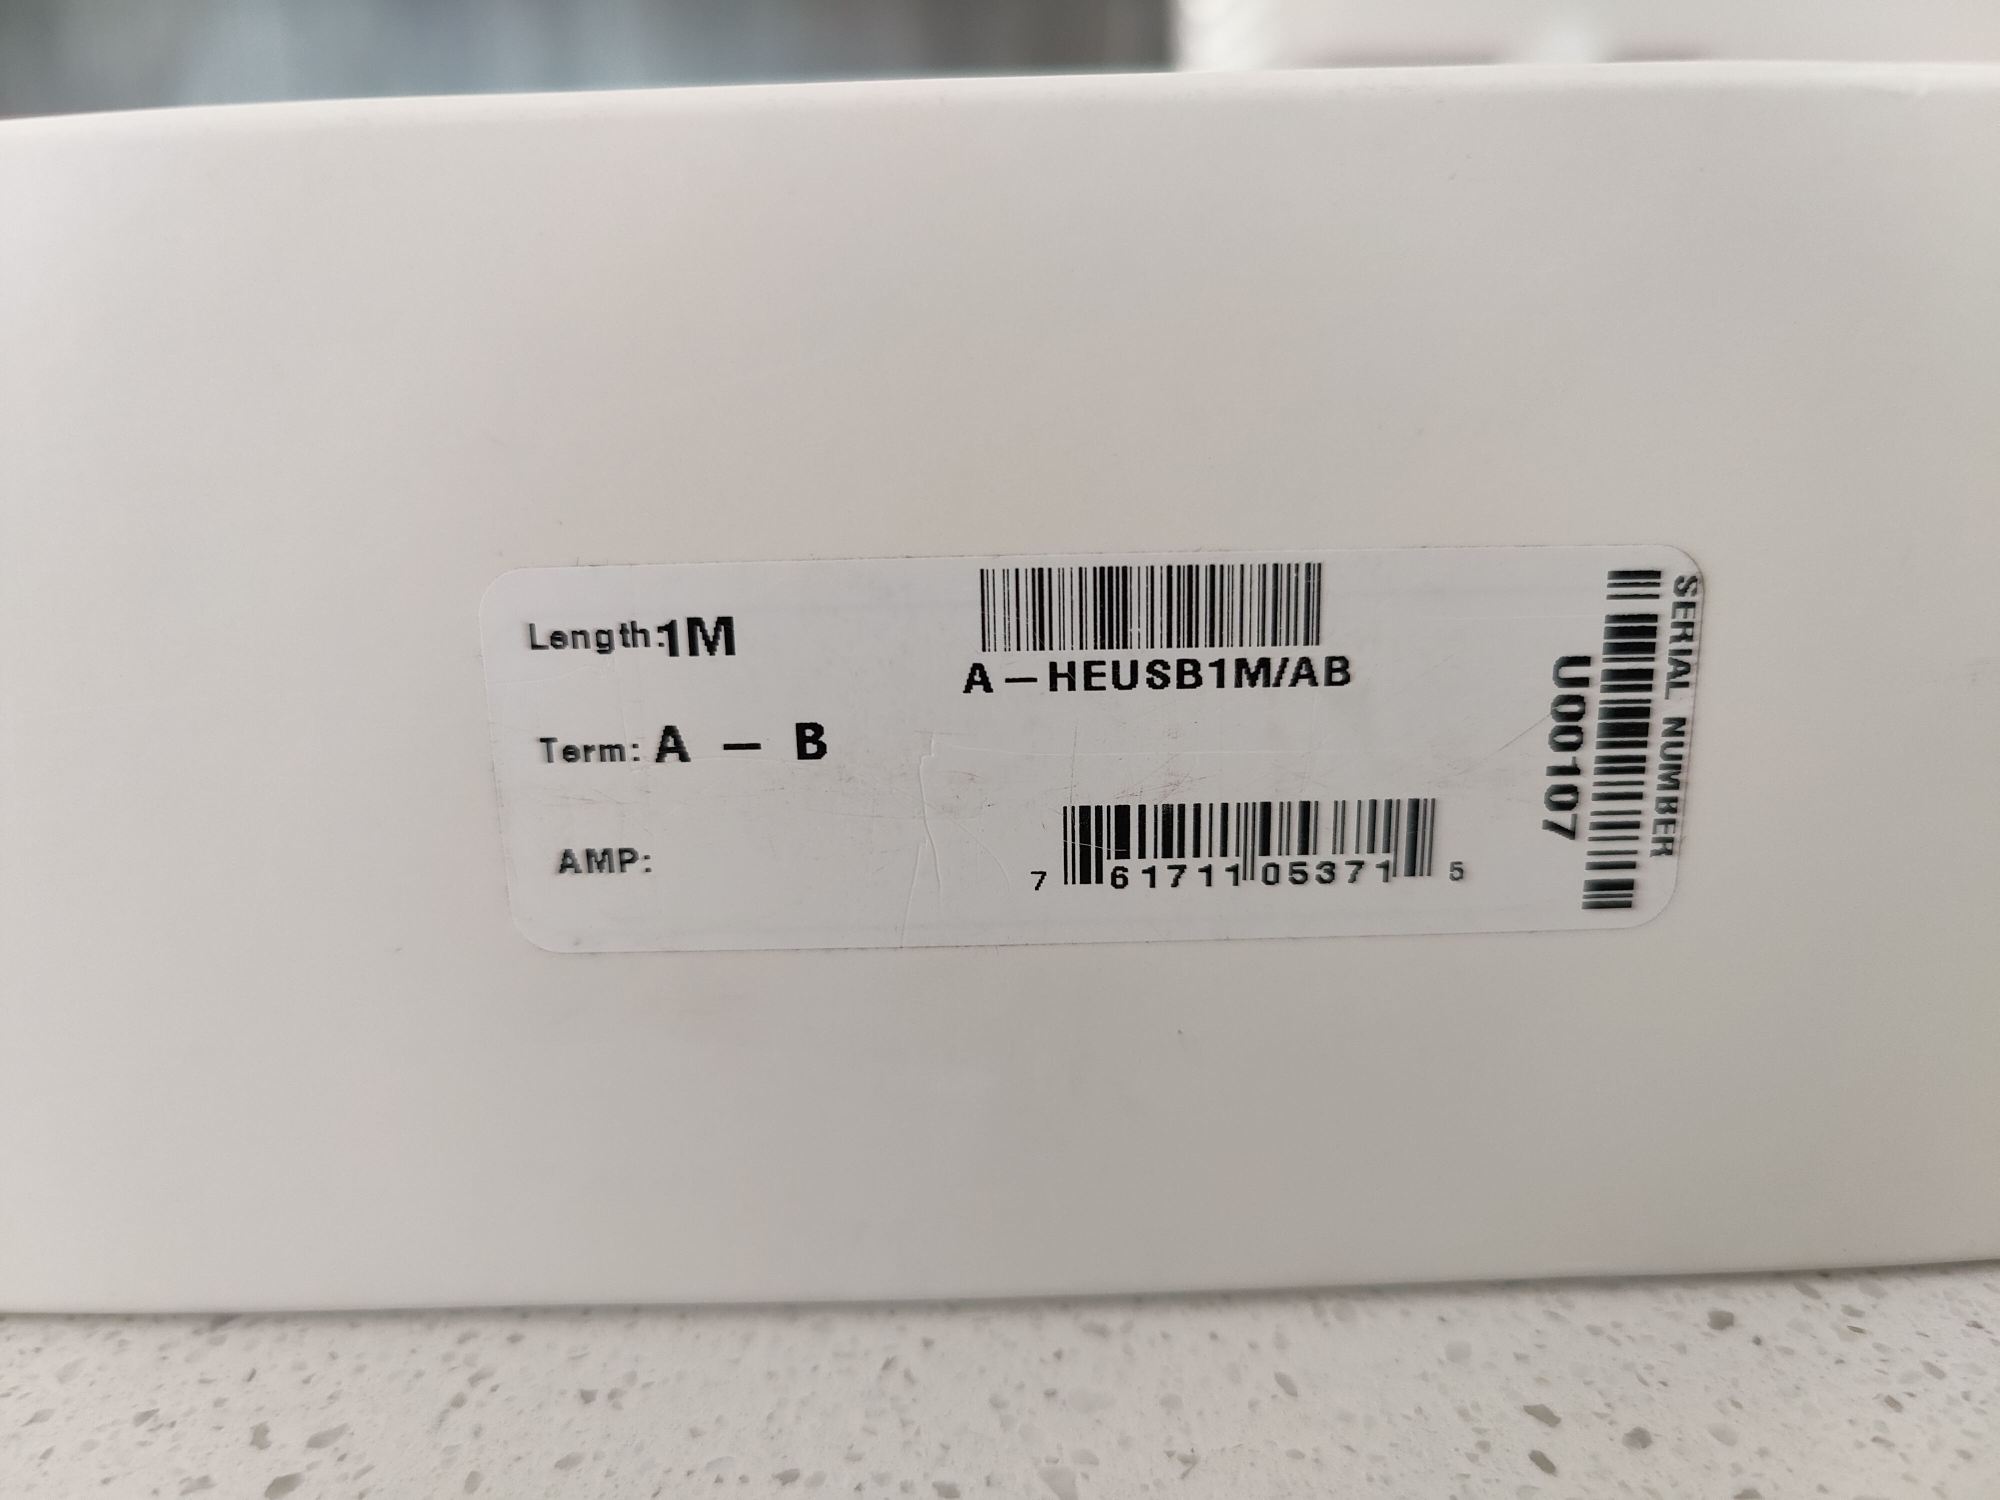 Length:1M
A-HEUSB1M/AB
Term: A - B
AMP:
7 61711 05371 5
SERIAL NUMBER
U00107